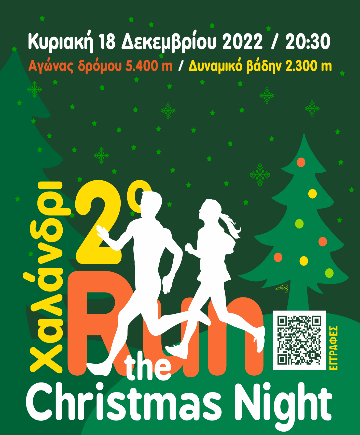 Κυριακή 18 Δεκεμβρίου 2022 / 20:30
Αγώνας δρόμου 5.400 m / Δυναμικό βάδην 2.300 m
Χαλάνδρι
2ο
Run
the
Christmas Night
ΕΓΓΡΑΦΕΣ